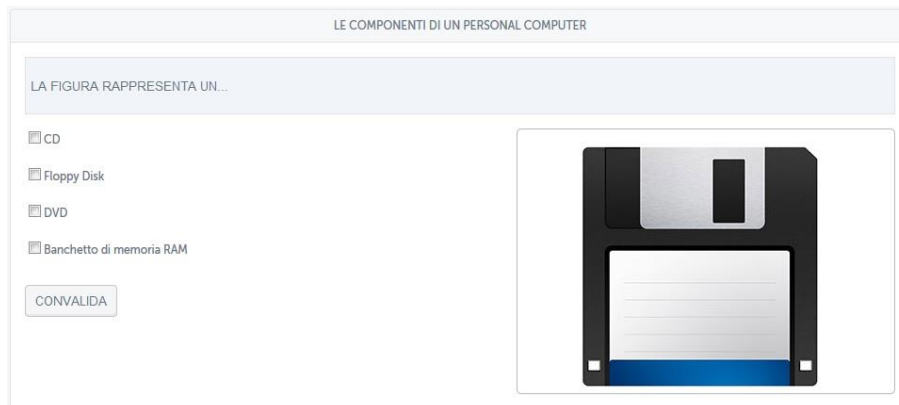 LE COMPONENTI DI UN PERSONAL COMPUTER
LA FIGURA RAPPRESENTA UN...
CD
Floppy Disk
DVD
Banchetto di memoria RAM
CONVALIDA